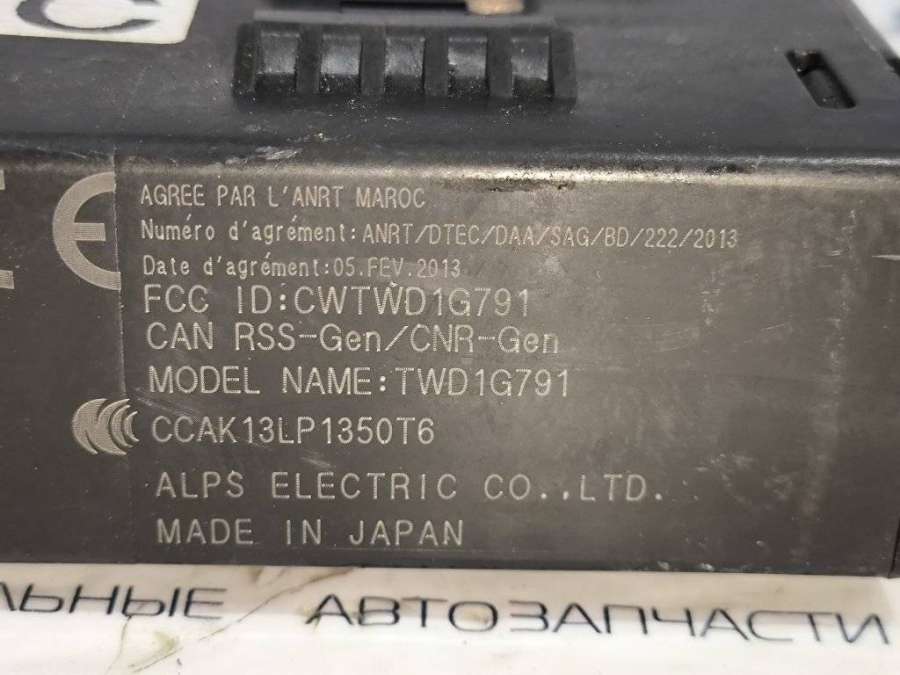 C
CE
AGREE PAR L'ANRT MAROC
Numéro d'agrément:ANRT/DTEC/DAA/SAG/BD/222/2013
Date d'agrément:05.FEV.2013
FCC ID:CWTWD1G791
CAN RSS-Gen/CNR-Gen
MODEL NAME:TWD1G791
CCAK13LP1350T6
ALPS ELECTRIC CO.,LTD.
MADE IN JAPAN
ЛЬНЫЕ АВТОЗАПЧАСТИ